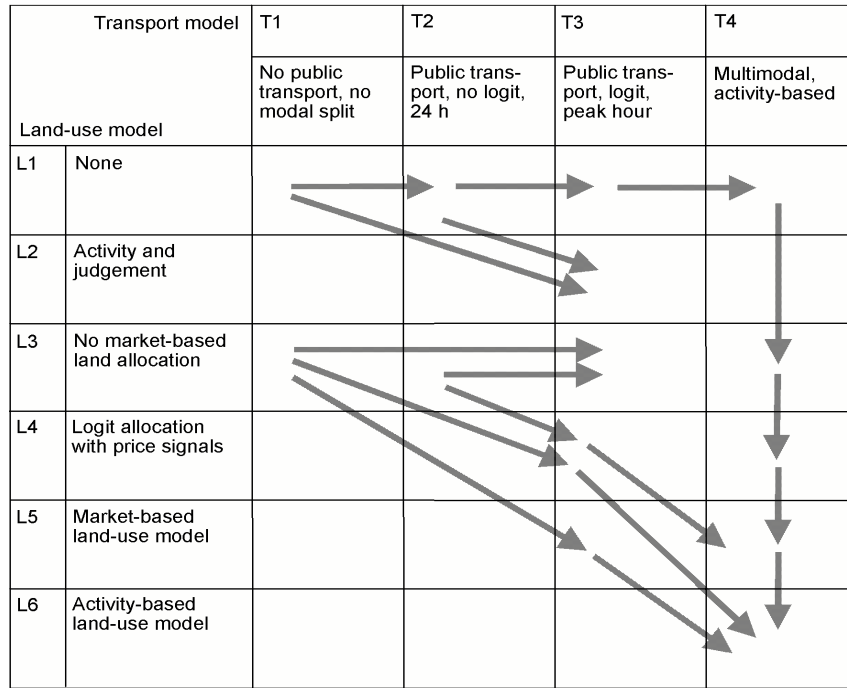 Transport model
Land-use model
T1
T2
T3
T4
No public
transport, no
modal split
Public trans-
port, no logit,
24 h
Public trans-
port, logit,
peak hour
Multimodal,
activity-based
L1
None
L2
Activity and
judgement
L3
No market-based
land allocation
L4
Logit allocation
with price signals
L5
Market-based
land-use model
L6
Activity-based
land-use model